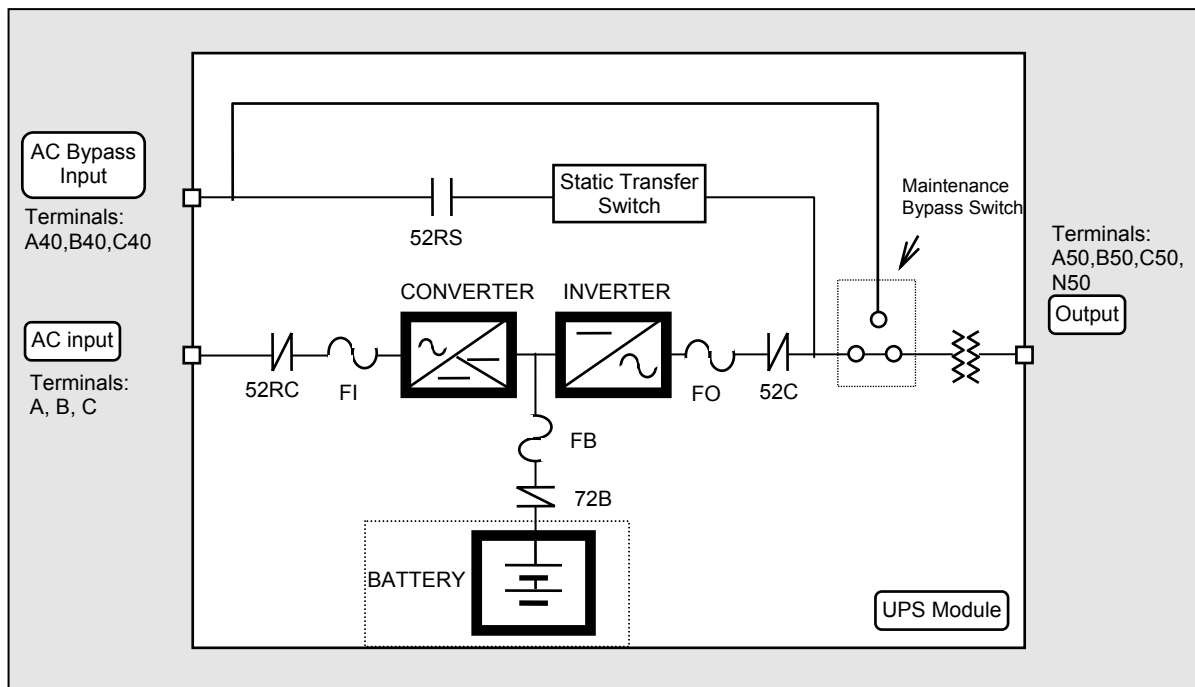 AC Bypass
Input
Terminals:
A40,B40,C40
52RS
Static Transfer
Switch
Maintenance
Bypass Switch
Terminals:
A50,B50,C50,
N50
Output
AC input
Terminals:
A, B, C
52RC
FI
CONVERTER
INVERTER
FO
52C
FB
72B
BATTERY
UPS Module